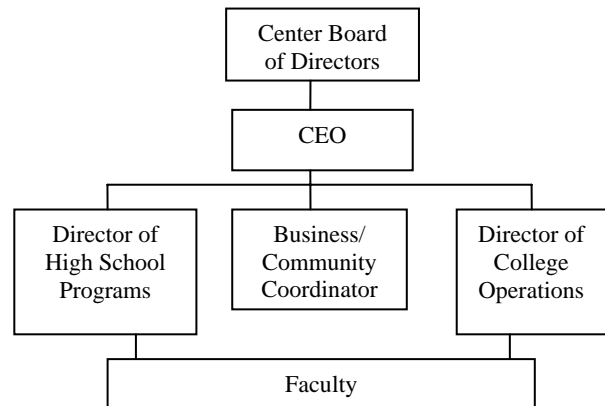 Center Board
of Directors
CEO
Director of
High School
Programs
Business/
Community
Coordinator
Director of
College
Operations
Faculty